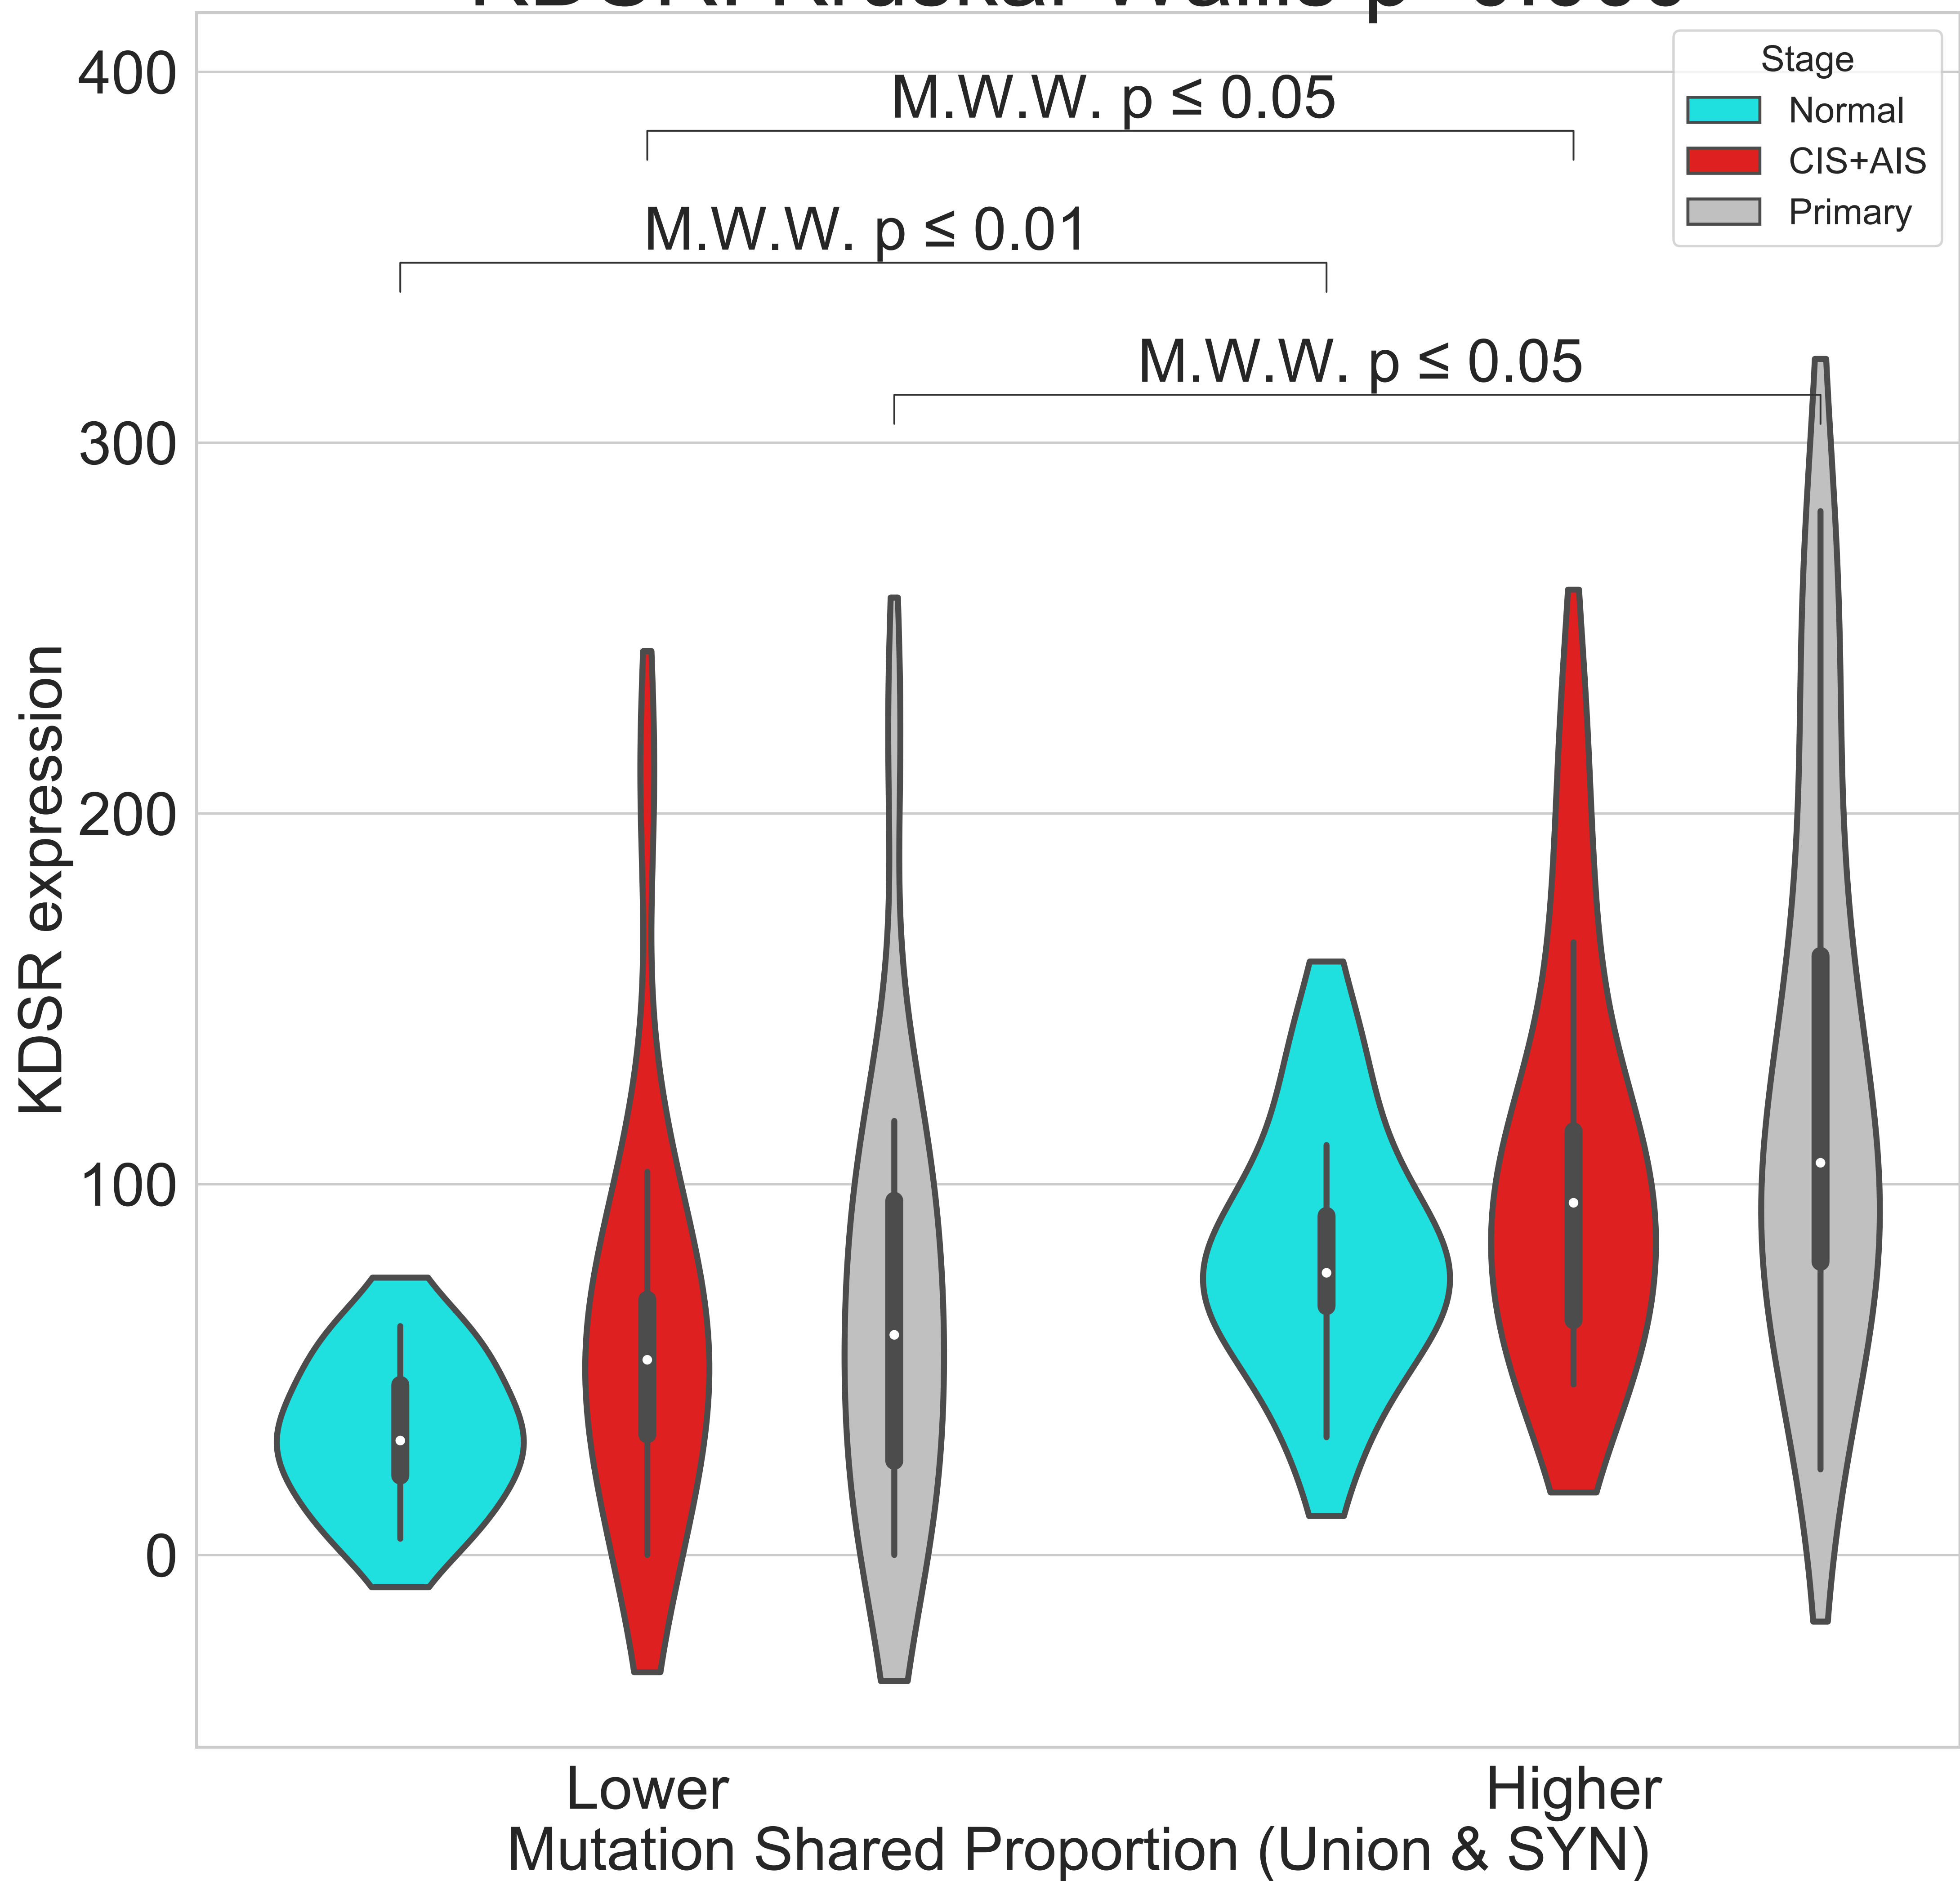 Stage
Normal
CIS+AIS
Primary
M.W.W. p ≤ 0.05
M.W.W. p ≤ 0.01
M.W.W. p ≤ 0.05
400
300
200
100
0
KDSR expression
Lower
Higher
Mutation Shared Proportion (Union & SYN)